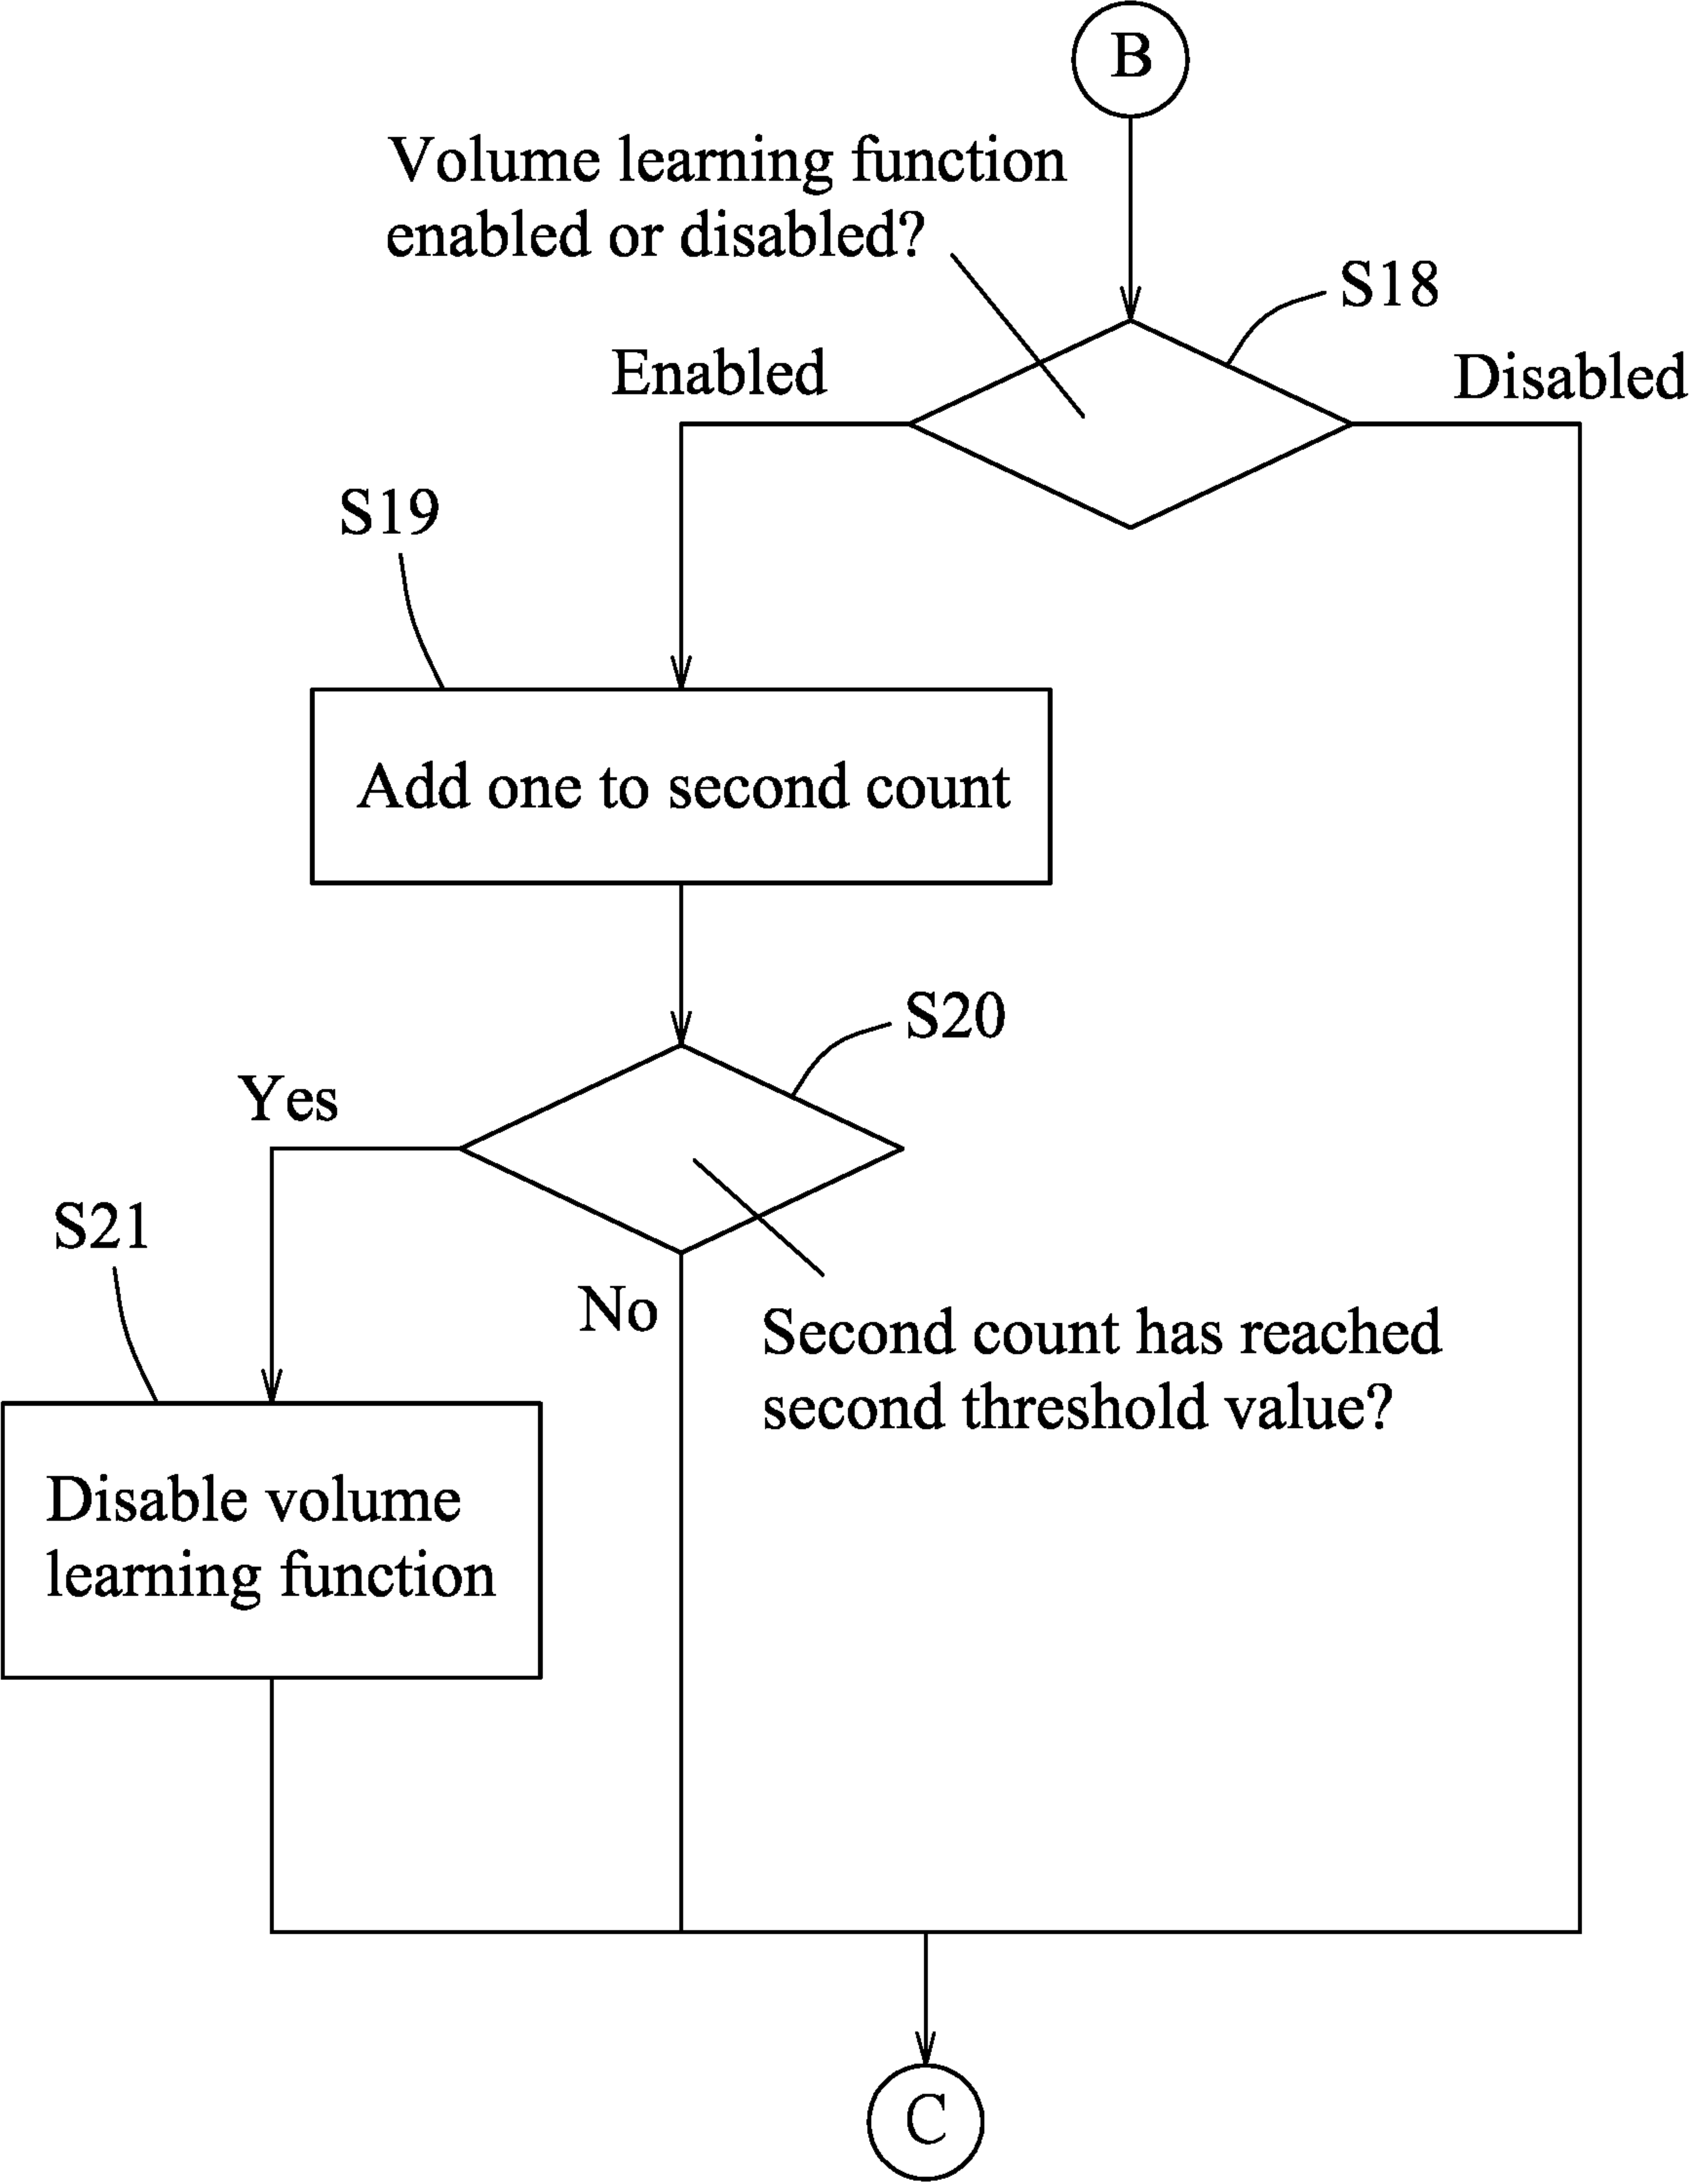 B
Volume learning function
enabled or disabled?
S18
Enabled
Disabled
S19
Add one to second count
S20
Yes
S21
No
Second count has reached
second threshold value?
Disable volume
learning function
C